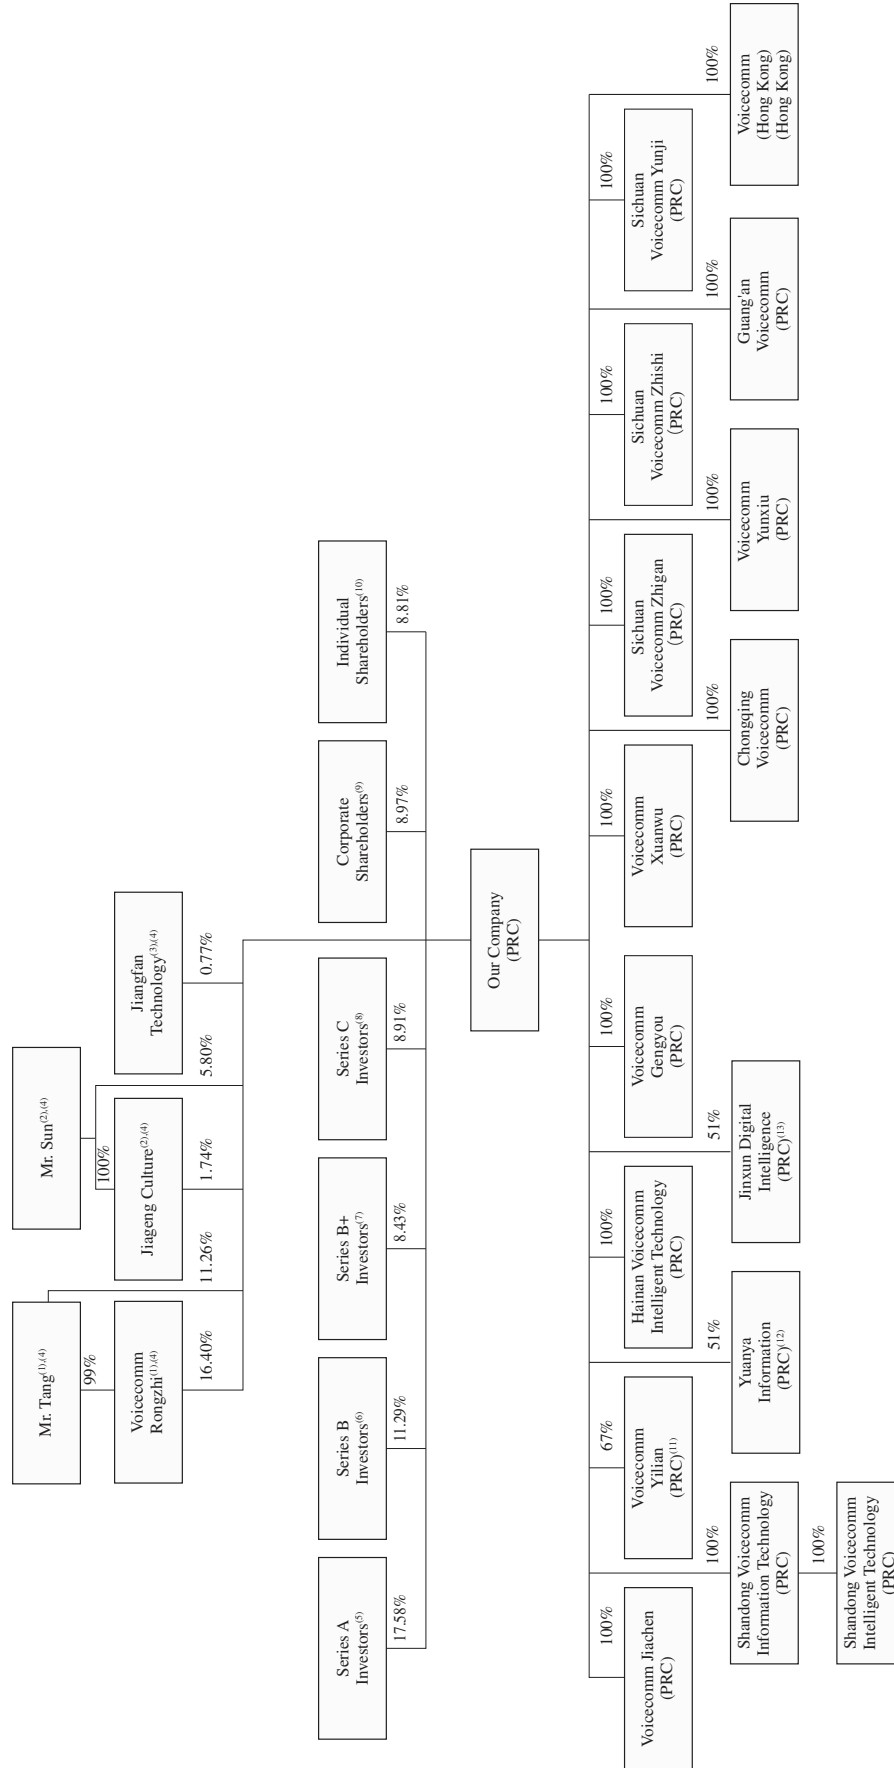 Mr. Tang(1),(4)
Mr. Sun(2),(4)
99%
100%
Voicecomm
Rongzhi(1),(4)
Jiageng Culture(2),(4)
Jiangfan
Technology(3),(4)
16.40%
11.26%
1.74%
5.80%
0.77%
Series A
Investors(5)
Series B
Investors(6)
Series B+
Investors(7)
Series C
Investors(8)
Corporate
Shareholders(9)
Individual
Shareholders(10)
17.58%
11.29%
8.43%
8.91%
8.97%
8.81%
Our Company
(PRC)
100%
67%
100%
100%
100%
100%
100%
100%
Voicecomm Jiachen
(PRC)
Voicecomm
Yilian
(PRC)(11)
Hainan Voicecomm
Intelligent Technology
(PRC)
Voicecomm
Gengyou
(PRC)
Voicecomm
Xuanwu
(PRC)
Sichuan
Voicecomm Zhigan
(PRC)
Sichuan
Voicecomm Zhishi
(PRC)
Sichuan
Voicecomm Yunji
(PRC)
100%
51%
51%
100%
100%
100%
100%
Shandong Voicecomm
Information Technology
(PRC)
Yuanya
Information
(PRC)(12)
Jinxun Digital
Intelligence
(PRC)(13)
Chongqing
Voicecomm
(PRC)
Voicecomm
Yunxiu
(PRC)
Guang'an
Voicecomm
(PRC)
Voicecomm
(Hong Kong)
(Hong Kong)
100%
Shandong Voicecomm
Intelligent Technology
(PRC)